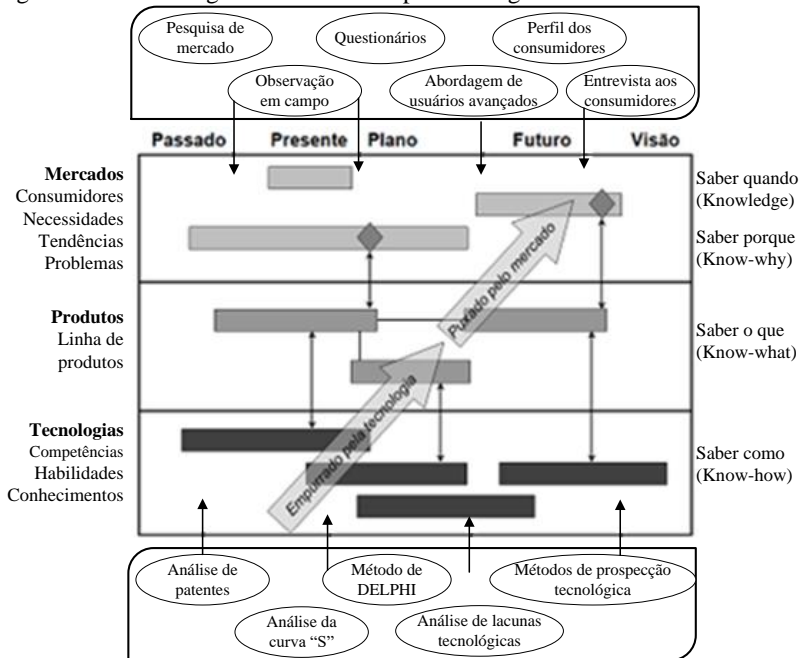 Pesquisa de
mercado
Questionários
Perfil dos
consumidores
Observação
em campo
Abordagem de
usuários avançados
Entrevista aos
consumidores
Passado Presente Plano Futuro Visão
Mercados
Consumidores
Necessidades
Tendências
Problemas
Saber quando
(Knowledge)
Saber porque
(Know-why)
Puxado pelo mercado
Produtos
Linha de
produtos
Saber o que
(Know-what)
Empurrado pela tecnologia
Tecnologias
Competências
Habilidades
Conhecimentos
Saber como
(Know-how)
Análise de
patentes
Método de
DELPHI
Métodos de prospecção
tecnológica
Análise da
curva “S”
Análise de lacunas
tecnológicas